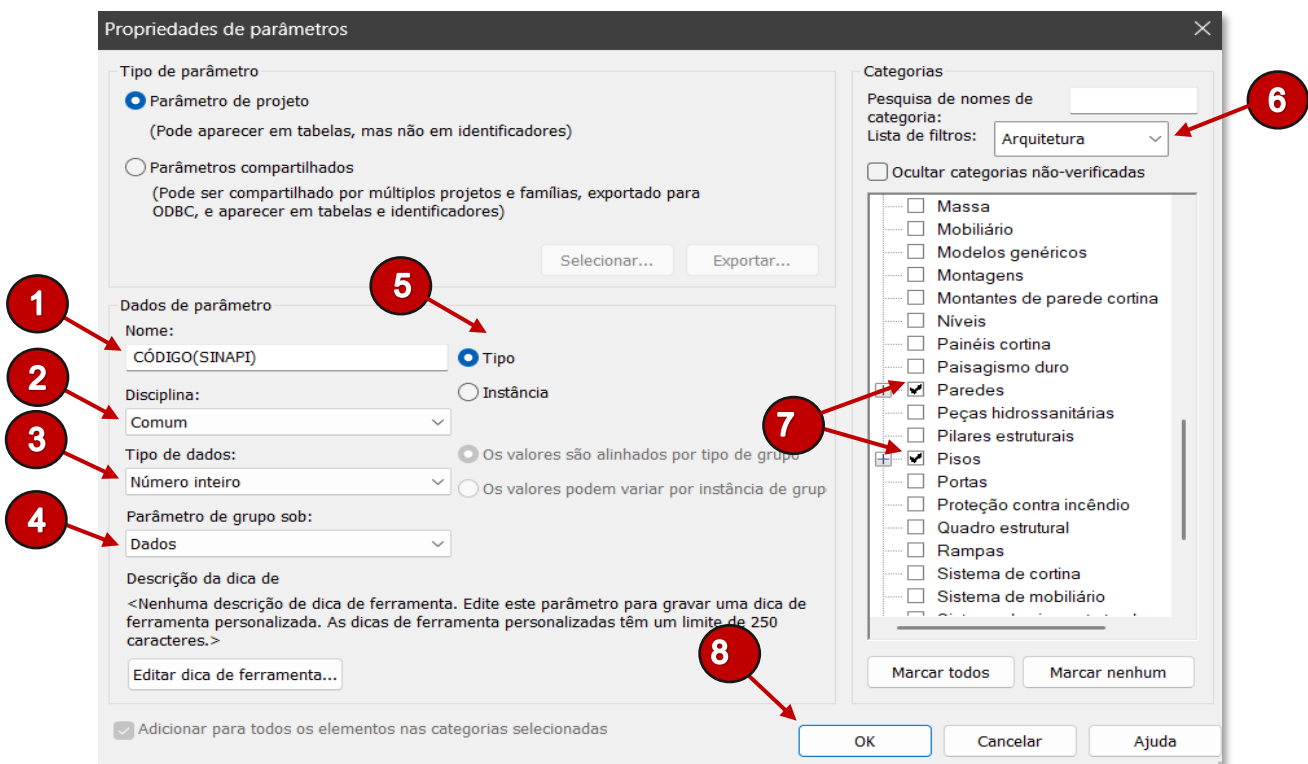 Propriedades de parâmetros
Tipo de parâmetro
Parâmetro de projeto
(Pode aparecer em tabelas, mas não em identificadores)
Parâmetros compartilhados
(Pode ser compartilhado por múltiplos projetos e famílias, exportado para
ODBC, e aparecer em tabelas e identificadores)
Selecionar...
Exportar...
5
1
Dados de parâmetro
Nome:
CÓDIGO(SINAPI)
Tipo
2
Disciplina:
Instância
Comum
3
Tipo de dados:
Os valores são alinhados por tipo de grupo
Número inteiro
Os valores podem variar por instância de grup
4
Parâmetro de grupo sob:
Dados
Descrição da dica de
<Nenhuma descrição de dica de ferramenta. Edite este parâmetro para gravar uma dica de
ferramenta personalizada. As dicas de ferramenta personalizadas têm um limite de 250
caracteres.>
Editar dica de ferramenta...
Adicionar para todos os elementos nas categorias selecionadas
Categorias
Pesquisa de nomes de
categoria:
6
Lista de filtros:
Arquitetura
Ocultar categorias não-verificadas
Massa
Mobiliário
Modelos genéricos
Montagens
Montantes de parede cortina
Níveis
Painéis cortina
Paisagismo duro
Paredes
Peças hidrossanitárias
7
Pilares estruturais
Pisos
Portas
Proteção contra incêndio
Quadro estrutural
Rampas
Sistema de cortina
Sistema de mobiliário
Marcar todos
Marcar nenhum
8
OK
Cancelar
Ajuda